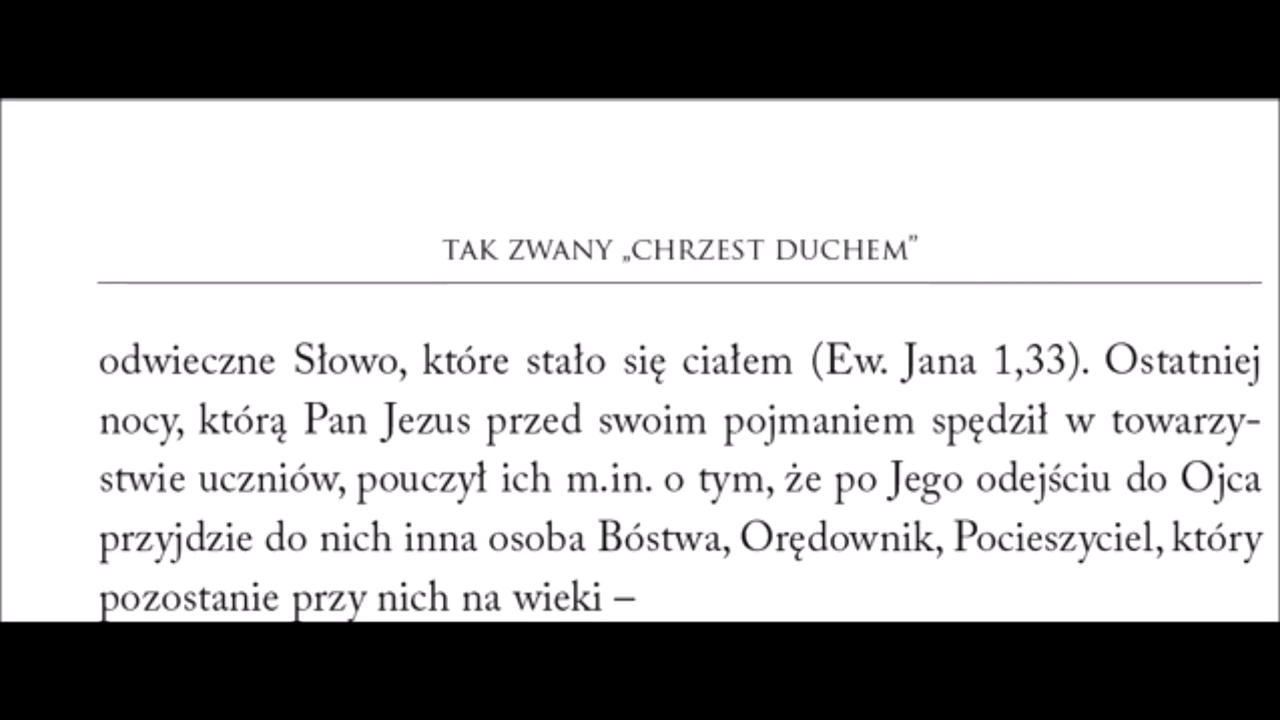 TAK ZWANY „CHRZEST DUCHEM”
odwieczne Słowo, które stało się ciałem (Ew. Jana 1,33). Ostatniej
nocy, którą Pan Jezus przed swoim pojmaniem spędził w towarzy-
stwie uczniów, pouczył ich m.in. o tym, że po Jego odejściu do Ojca
przyjdzie do nich inna osoba Bóstwa, Orędownik, Pocieszyciel, który
pozostanie przy nich na wieki –